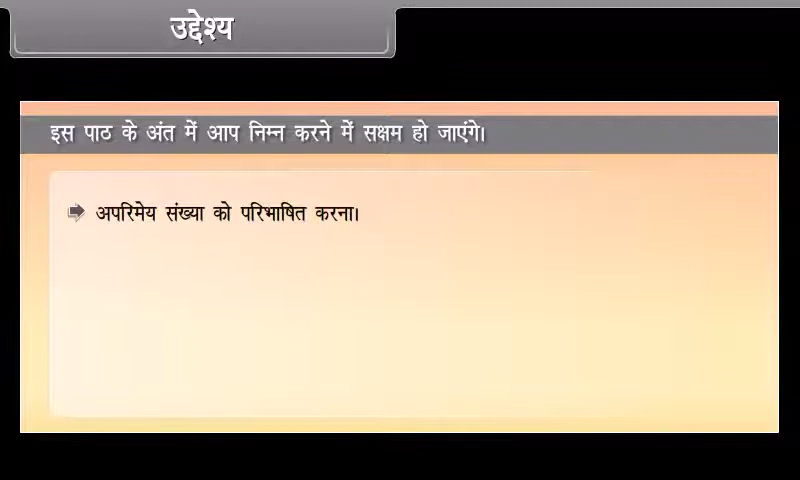 उद्देश्य
इस पाठ के अंत में आप निम्न करने में सक्षम हो जाएंगे।
अपरिमेय संख्या को परिभाषित करना।